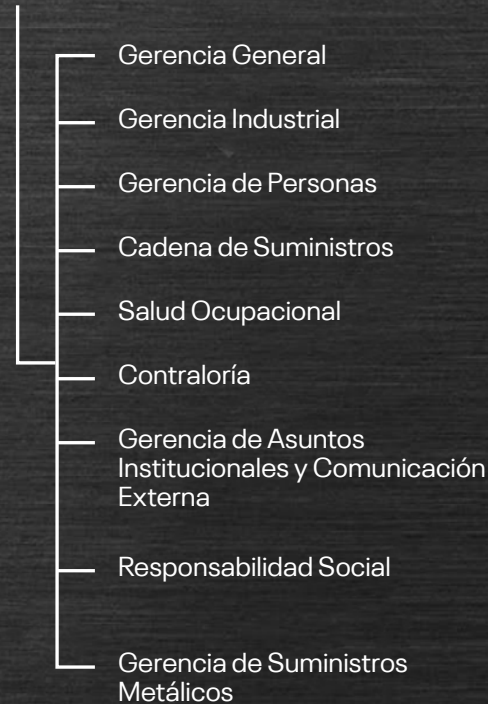 Gerencia General
Gerencia Industrial
Gerencia de Personas
Cadena de Suministros
Salud Ocupacional
Contraloría
Gerencia de Asuntos
Institucionales y Comunicación
Externa
Responsabilidad Social
Gerencia de Suministros
Metálicos